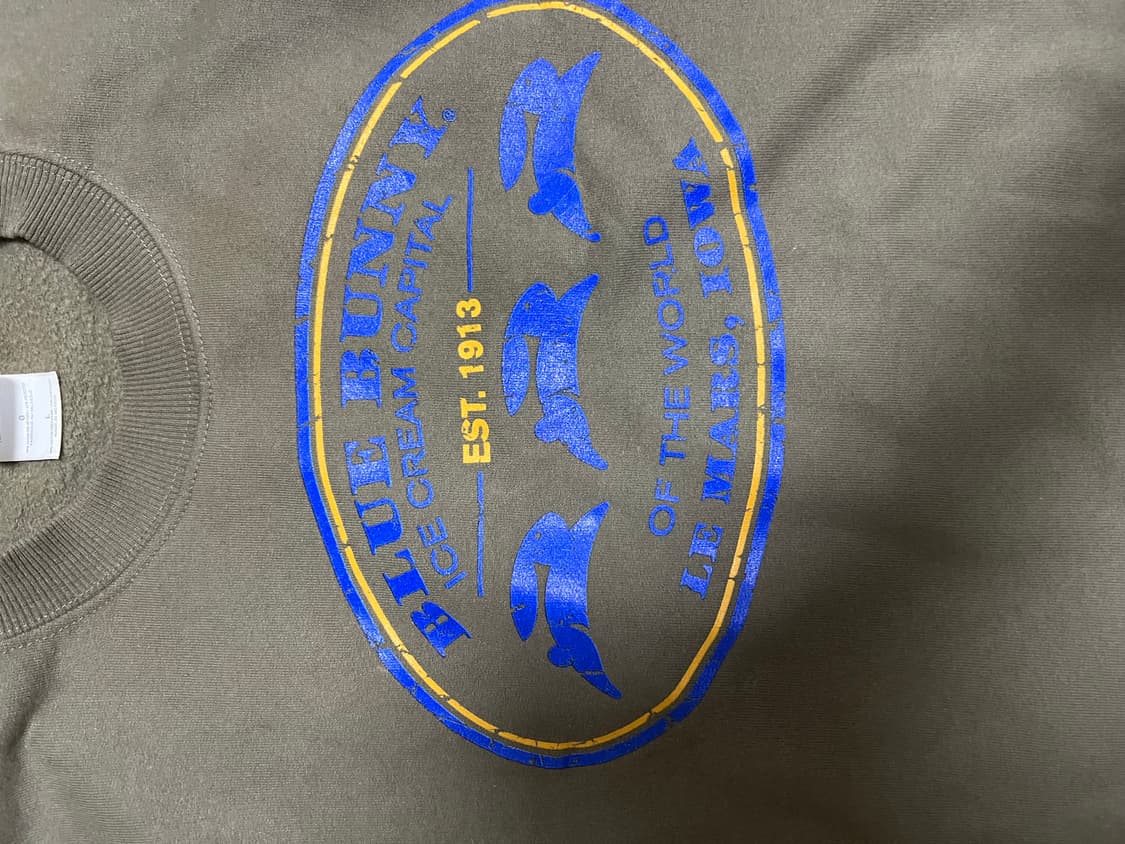 BLUE BUNNY®
ICE CREAM CAPITAL
EST. 1913
OF THE WORLD
LE MARS, IOWA